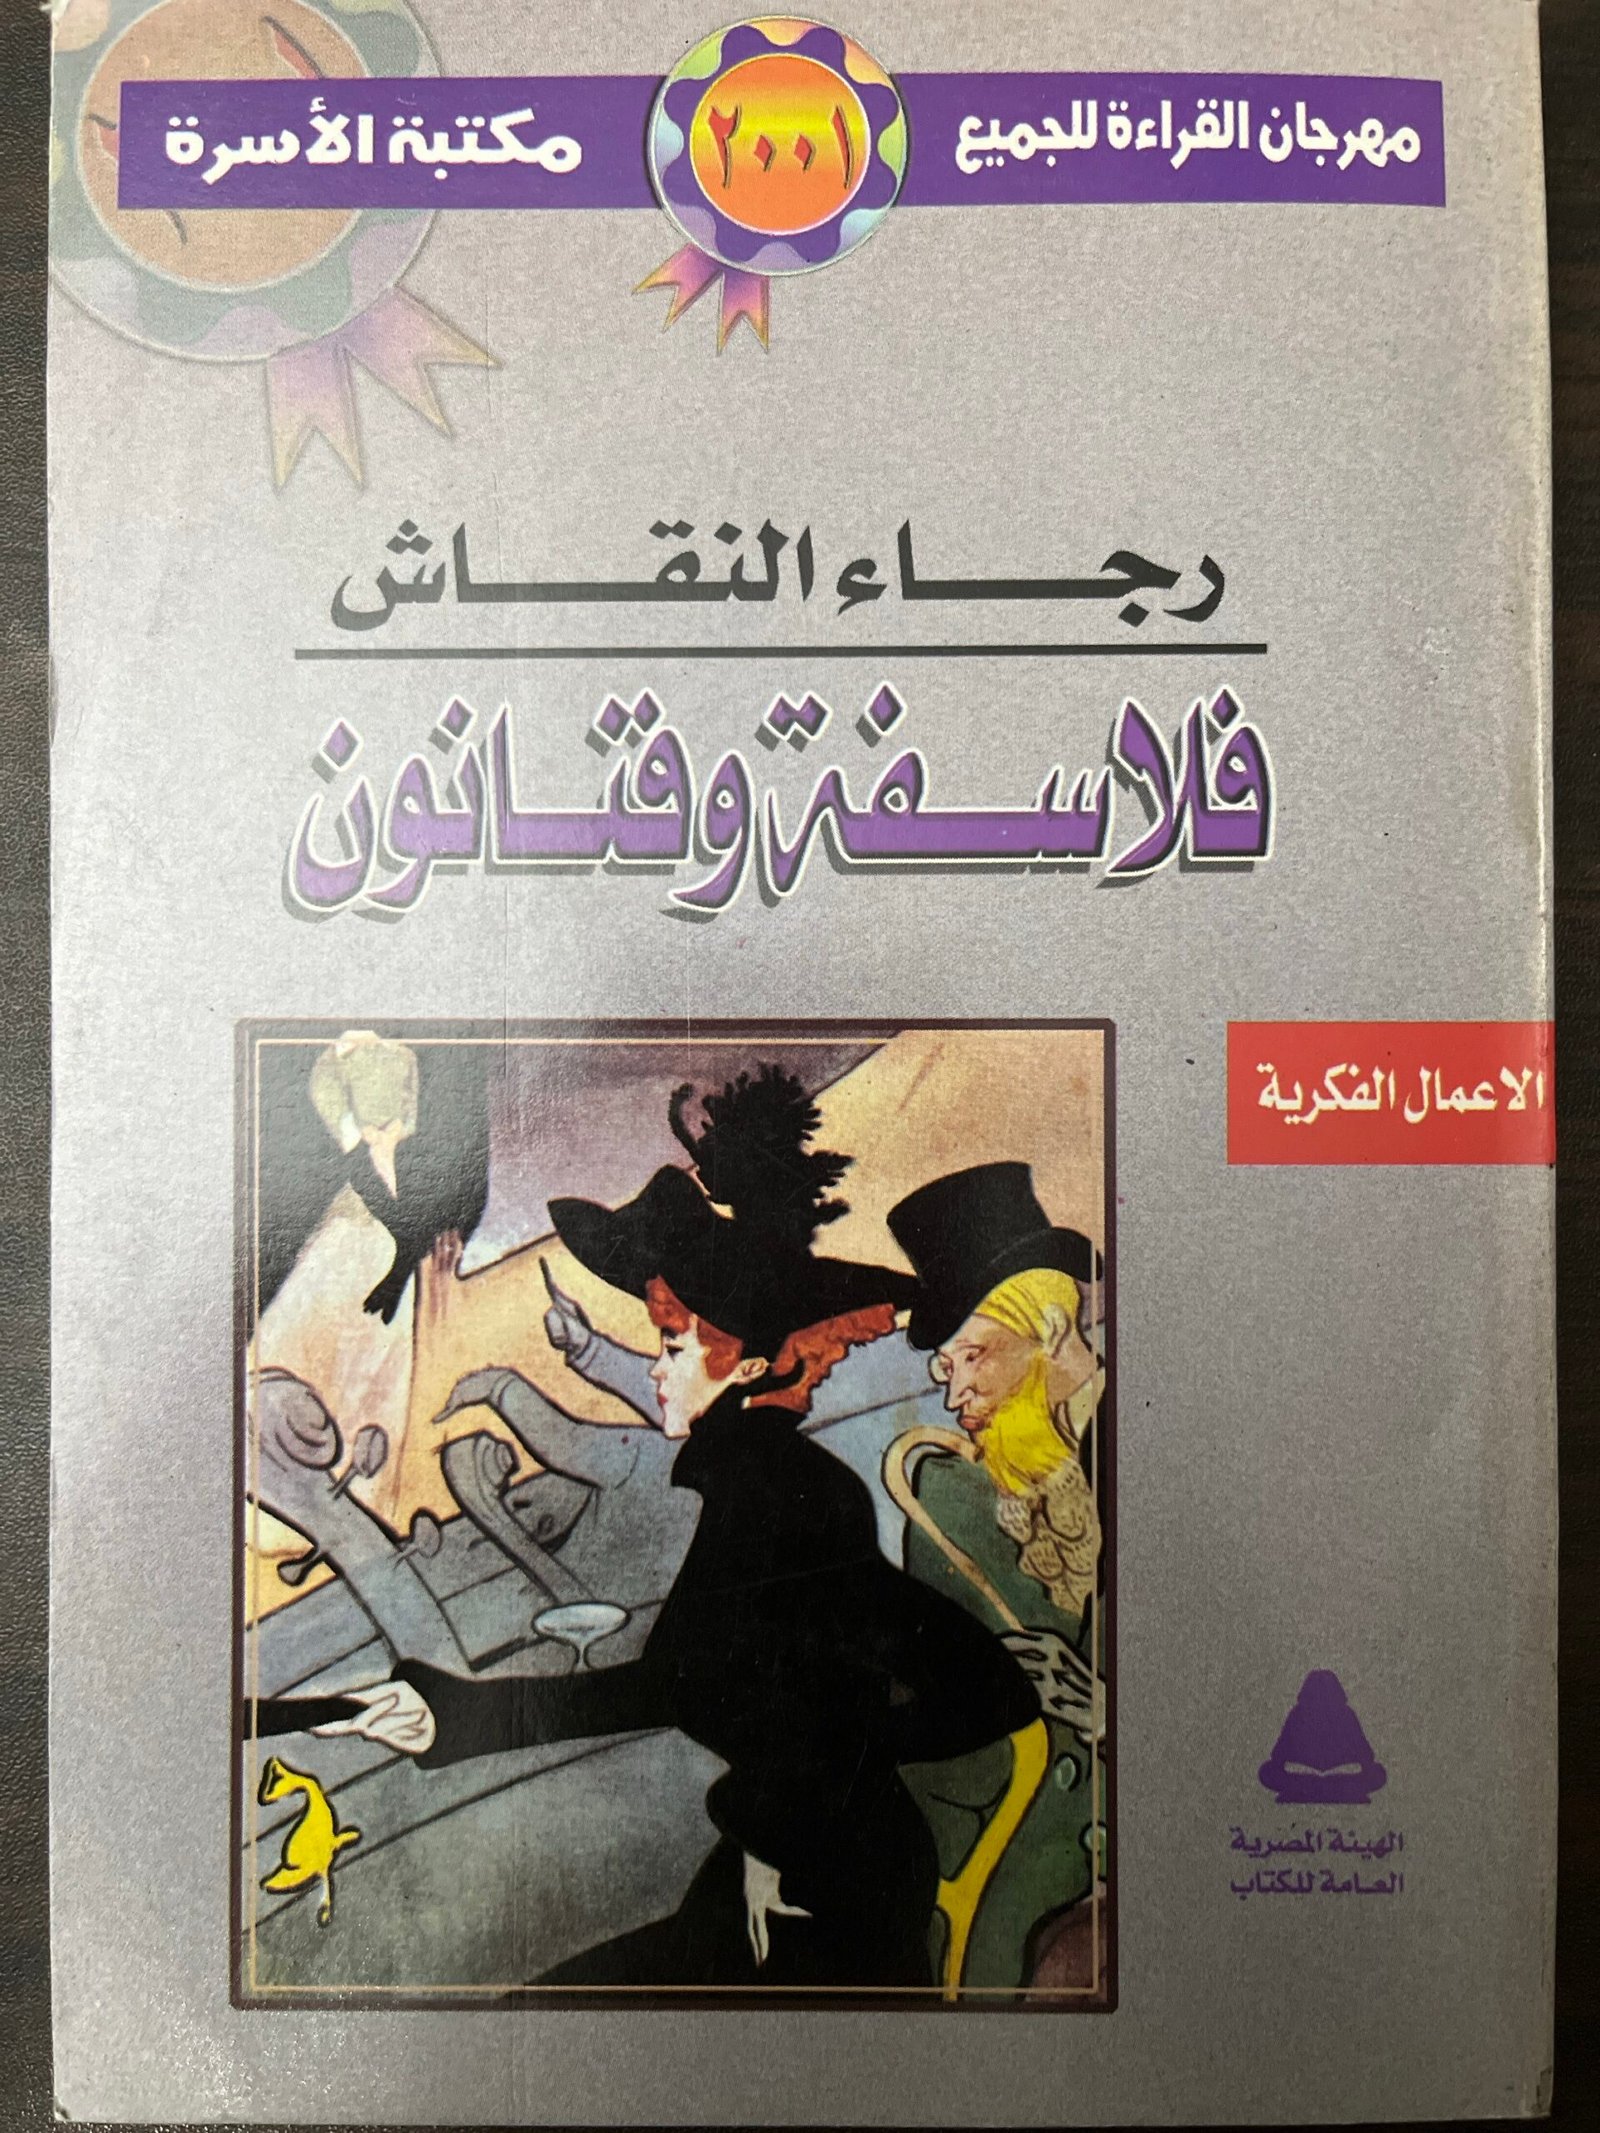 مهرجان القراءة للجميع ٢٠٠١ مكتبة الأسرة
رجاء النقاش
فلاسفة وفنانون
الاعمال الفكرية
الهيئة المصرية
العامة للكتاب